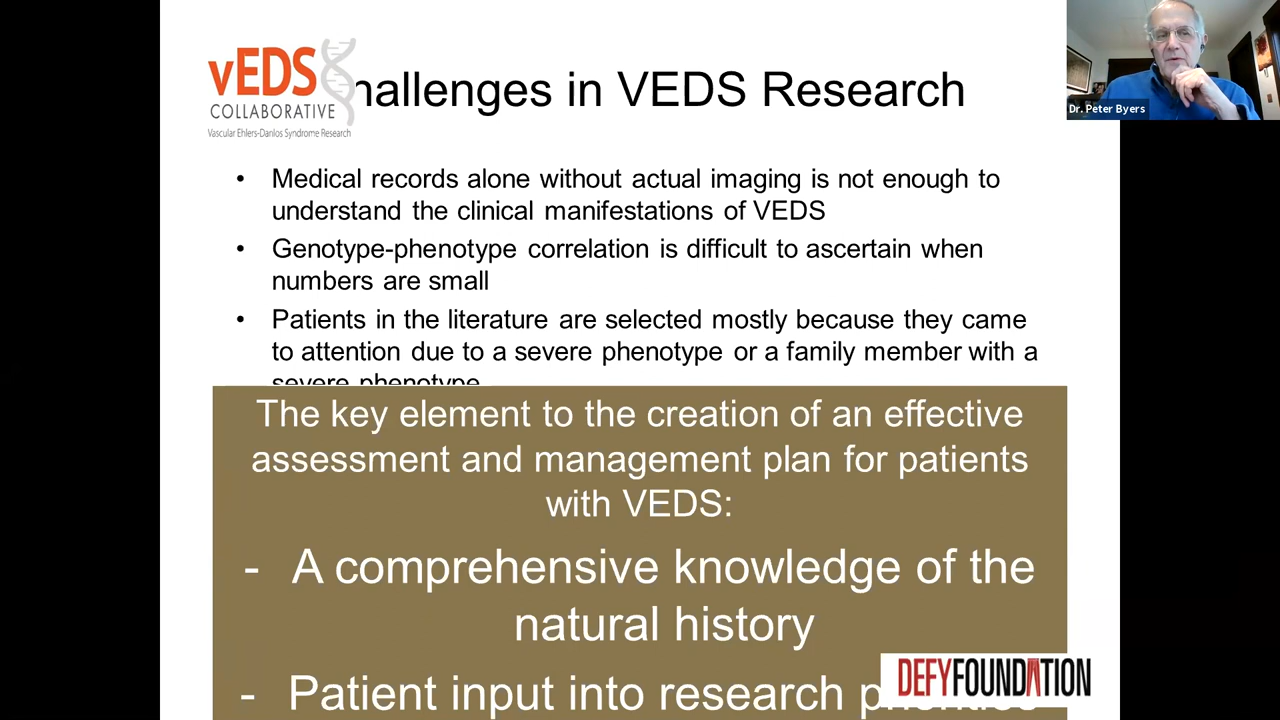 vEDS
COLLABORATIVE
Vascular Ehlers-Danlos Syndrome Research
hallenges in VEDS Research
Dr. Peter Byers
• Medical records alone without actual imaging is not enough to
understand the clinical manifestations of VEDS
• Genotype-phenotype correlation is difficult to ascertain when
numbers are small
• Patients in the literature are selected mostly because they came
to attention due to a severe phenotype or a family member with a
severe phenotype
The key element to the creation of an effective
assessment and management plan for patients
with VEDS:
- A comprehensive knowledge of the
natural history
- Patient input into research
DEFYFOUNDATION